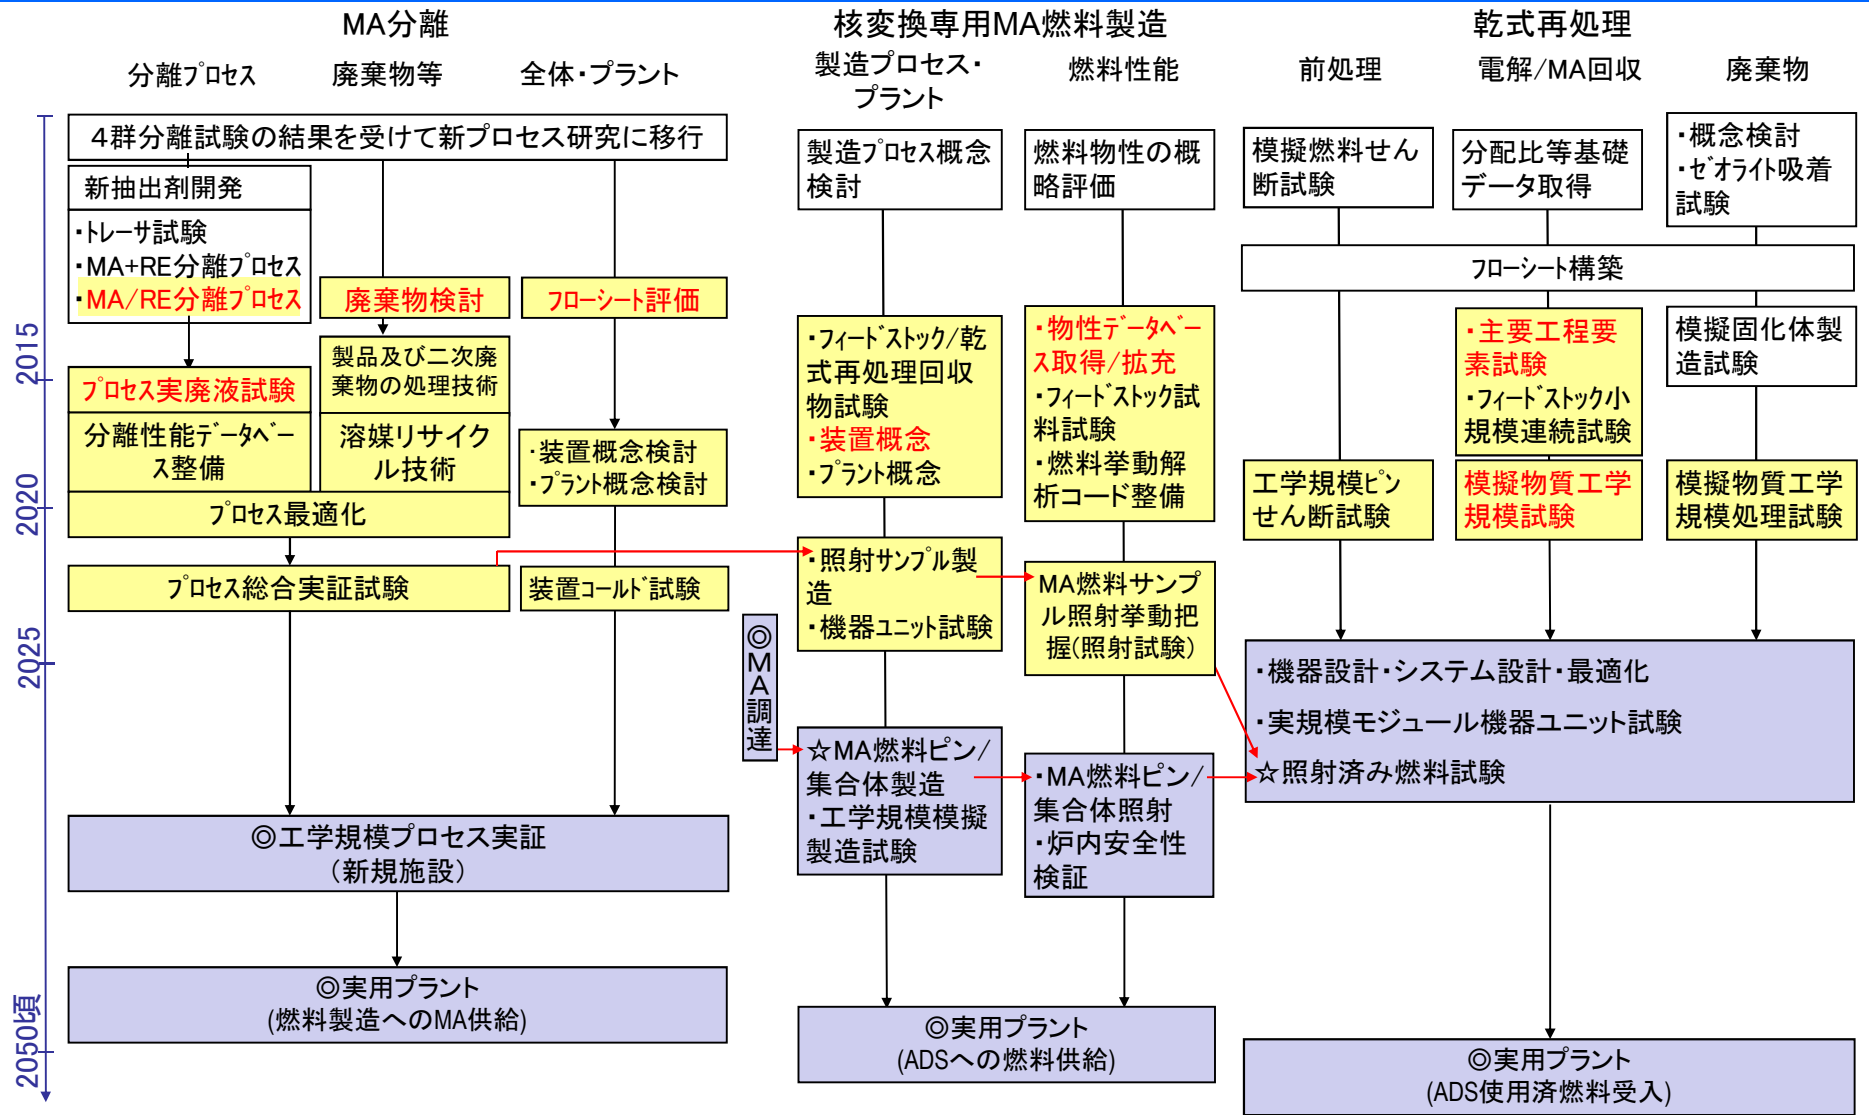 MA分離
核変換専用MA燃料製造
乾式再処理
分離プロセス
廃棄物等
全体・プラント
製造プロセス・
プラント
燃料性能
前処理
電解/MA回収
廃棄物
2015
2020
2025
2050頃
４群分離試験の結果を受けて新プロセス研究に移行
新抽出剤開発
・トレーサ試験
・MA+RE分離プロセス
・MA/RE分離プロセス
廃棄物検討
フローシート評価
製品及び二次廃
棄物の処理技術
プロセス実廃液試験
分離性能データベー
ス整備
溶媒リサイク
ル技術
・装置概念検討
・プラント概念検討
プロセス最適化
プロセス総合実証試験
装置コールド試験
◎工学規模プロセス実証
（新規施設）
◎実用プラント
(燃料製造へのMA供給)
◎MA調達
製造プロセス概念
検討
・フィードストック/乾
式再処理回収
物試験
・装置概念
・プラント概念
・照射サンプル製
造
・機器ユニット試験
☆MA燃料ピン/
集合体製造
・工学規模模擬
製造試験
燃料物性の概
略評価
・物性データベー
ス取得/拡充
・フィードストック試
料試験
・燃料挙動解
析コード整備
MA燃料サンプ
ル照射挙動把
握(照射試験)
・MA燃料ピン/
集合体照射
・炉内安全性
検証
◎実用プラント
(ADSへの燃料供給)
模擬燃料せん
断試験
分配比等基礎
データ取得
・概念検討
・ゼオライト吸着
試験
フローシート構築
・主要工程要
素試験
・フィードストック小
規模連続試験
模擬固化体製
造試験
工学規模ピン
せん断試験
模擬物質工学
規模試験
模擬物質工学
規模処理試験
・機器設計・システム設計・最適化
・実規模モジュール機器ユニット試験
☆照射済み燃料試験
◎実用プラント
(ADS使用済燃料受入)